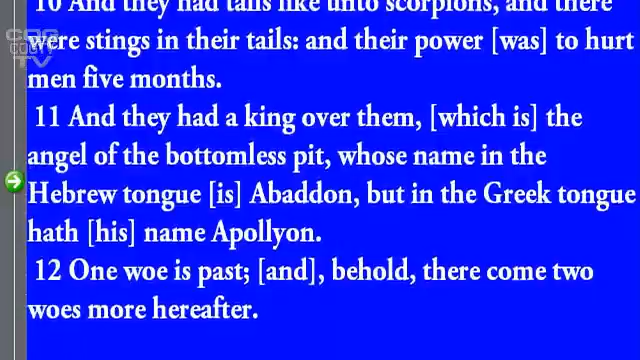 10 And they had tails like unto scorpions, and there
were stings in their tails: and their power [was] to hurt
men five months.
11 And they had a king over them, [which is] the
angel of the bottomless pit, whose name in the
Hebrew tongue [is] Abaddon, but in the Greek tongue
hath [his] name Apollyon.
12 One woe is past; [and], behold, there come two
woes more hereafter.
TV